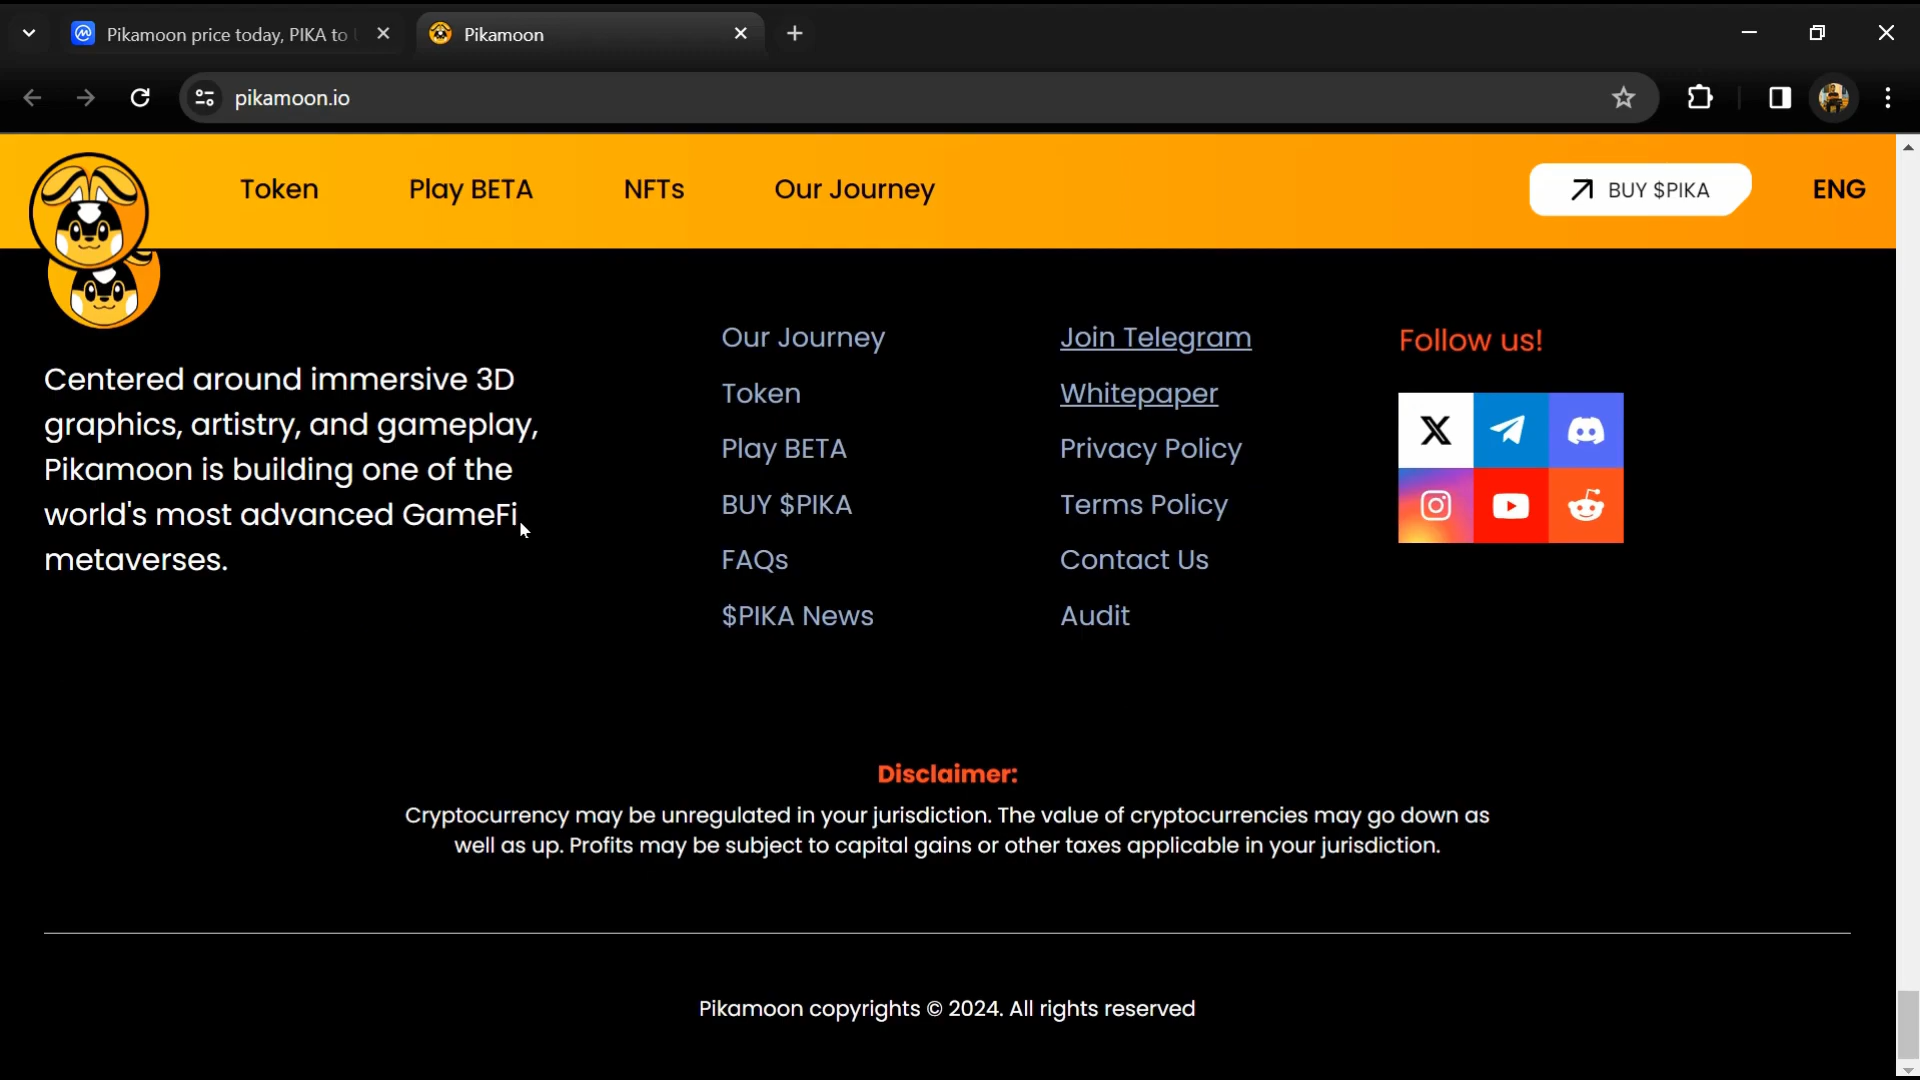 Pikamoon price today, PIKA to
Pikamoon
pikamoon.io
Token
Play BETA
NFTs
Our Journey
BUY $PIKA
ENG
Centered around immersive 3D
graphics, artistry, and gameplay,
Pikamoon is building one of the
world's most advanced GameFi
metaverses.
Our Journey
Token
Play BETA
BUY $PIKA
FAQs
$PIKA News
Join Telegram
Whitepaper
Privacy Policy
Terms Policy
Contact Us
Audit
Follow us!
Disclaimer:
Cryptocurrency may be unregulated in your jurisdiction. The value of cryptocurrencies may go down as
well as up. Profits may be subject to capital gains or other taxes applicable in your jurisdiction.
Pikamoon copyrights © 2024. All rights reserved